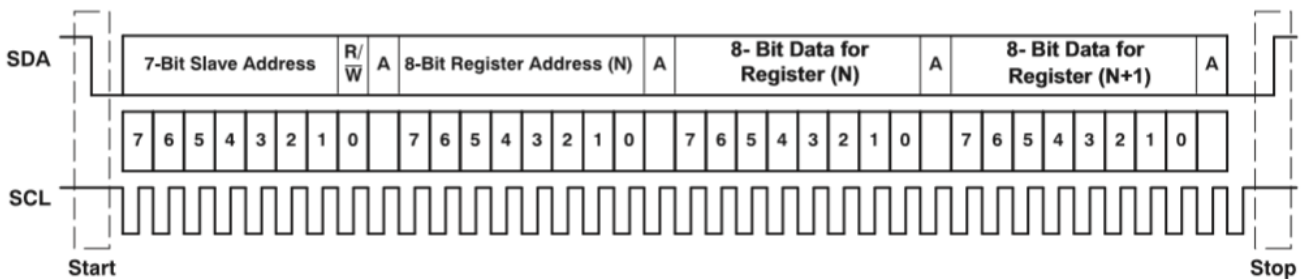 SDA
7-Bit Slave Address
R/
W
A
8-Bit Register Address (N)
A
8- Bit Data for
Register (N)
A
8- Bit Data for
Register (N+1)
A
7 6 5 4 3 2 1 0 7 6 5 4 3 2 1 0 7 6 5 4 3 2 1 0 7 6 5 4 3 2 1 0
SCL
Start
Stop